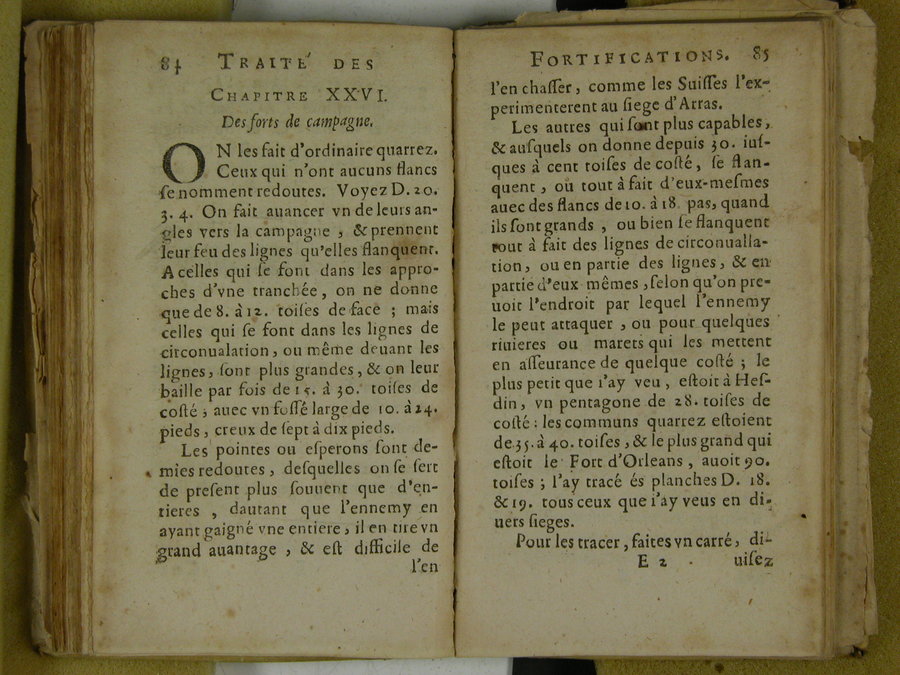 84 TRAITÉ DES
CHAPITRE XXVI.
Des forts de campagne.
ON les fait d'ordinaire quarrez.
Ceux qui n'ont aucuns flancs
ſe nomment redoutes. Voyez D. 20.
3. 4. On fait auancer vn de leurs an-
gles vers la campagne, & prennent
leur feu des lignes qu'elles flanquent.
A celles qui ſe font dans les appro-
ches d'vne tranchée, on ne donne
que de 8. à 12. toiſes de face ; mais
celles qui ſe font dans les lignes de
circonualation, ou même deuant les
lignes, ſont plus grandes, & on leur
baille par fois de 15. à 30. toiſes de
coſté, auec vn foſſé large de 10. à 24.
pieds, creux de ſept à dix pieds.
Les pointes ou eſperons ſont de-
mies redoutes, deſquelles on ſe ſert
de preſent plus ſouuent que d'en-
tieres, dautant que l'ennemy en
ayant gaigné vne entiere, il en tire vn
grand auantage, & eſt difficile de
l'en
FORTIFICATIONS. 85
l'en chaſſer, comme les Suiſſes l'ex-
perimenterent au ſiege d'Arras.
Les autres qui ſont plus capables,
& auſquels on donne depuis 30. iuſ-
ques à cent toiſes de coſté, ſe flan-
quent, où tout à fait d'eux-meſmes
auec des flancs de 10. à 18. pas, quand
ils ſont grands, ou bien ſe flanquent
tout à fait des lignes de circonualla-
tion, ou en partie des lignes, & en
partie d'eux mêmes, ſelon qu'on pre-
uoit l'endroit par lequel l'ennemy
le peut attaquer, ou pour quelques
riuieres ou marets qui les mettent
en aſſeurance de quelque coſté ; le
plus petit que i'ay veu, eſtoit à Heſ-
din, vn pentagone de 28. toiſes de
coſté : les communs quarrez eſtoient
de 35. à 40. toiſes, & le plus grand qui
eſtoit le Fort d'Orleans, auoit 90.
toiſes ; l'ay tracé és planches D. 18.
& 19. tous ceux que i'ay veus en di-
uers ſieges.
Pour les tracer, faites vn carré, di-
E 2 uiſez